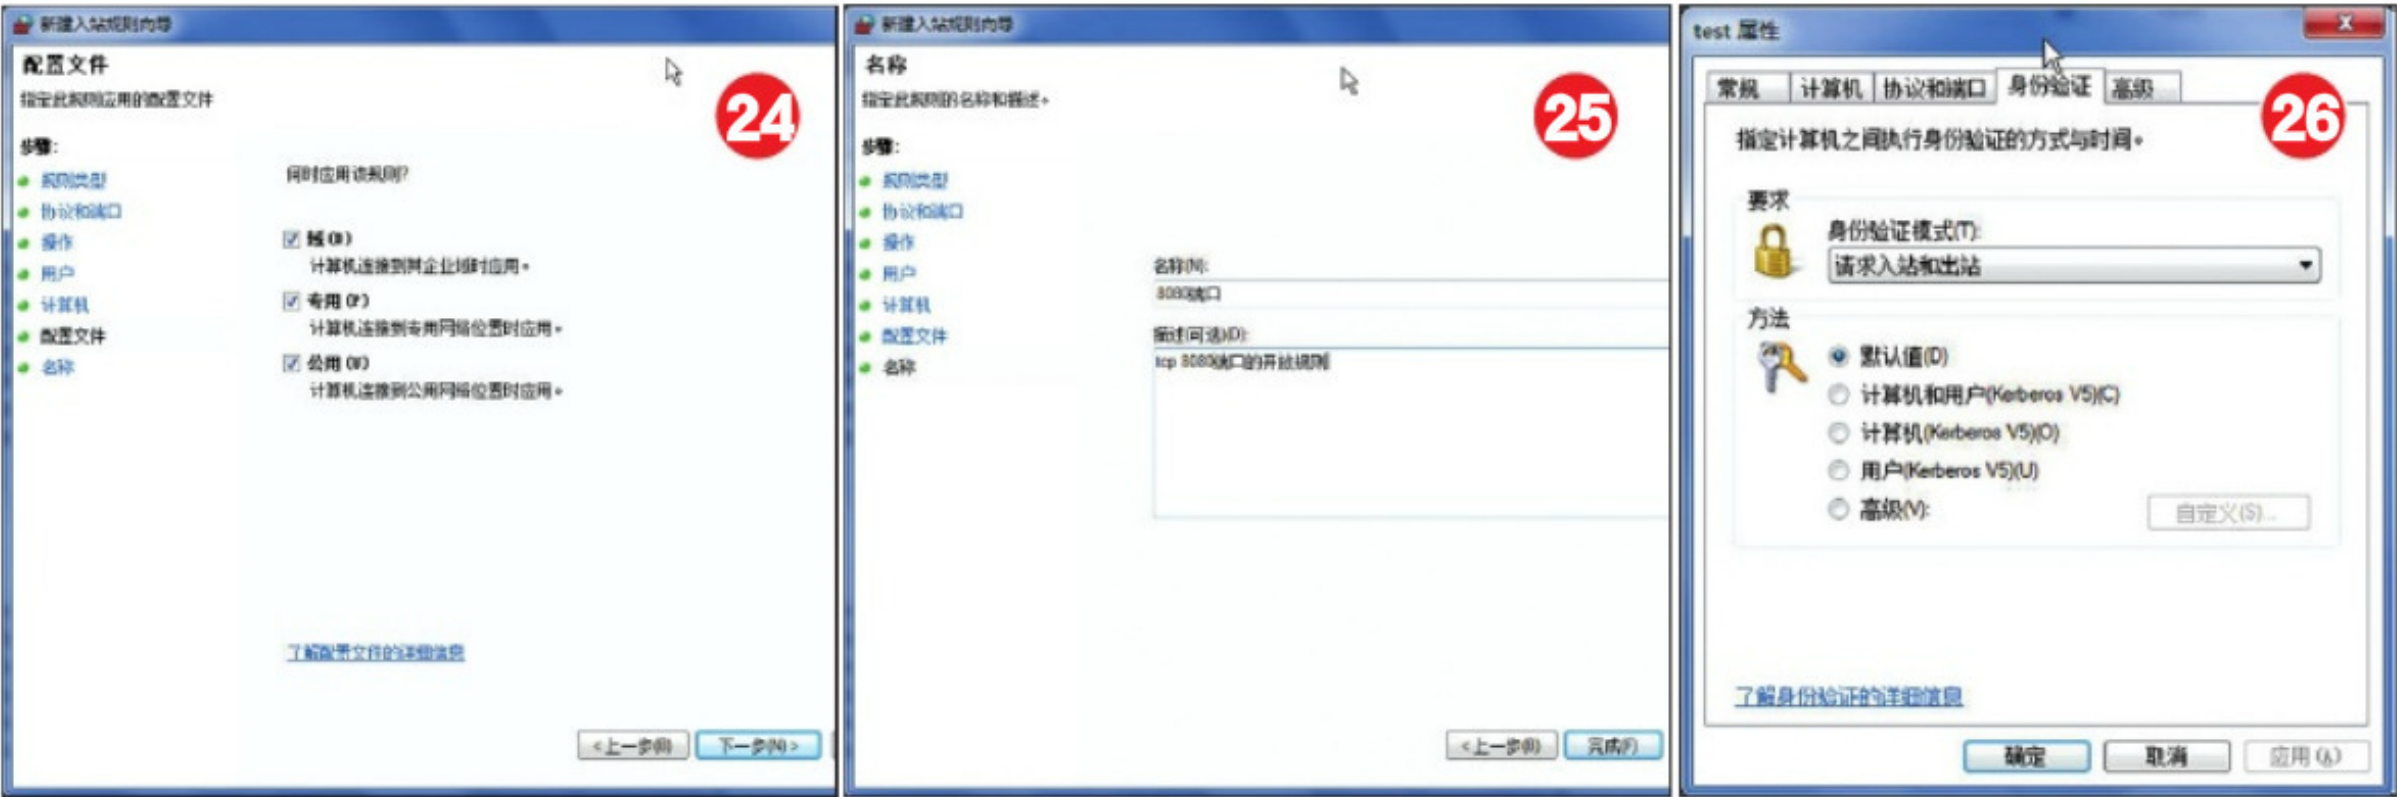 新建入站规则向导
配置文件
指定此规则应用的配置文件
24
步骤:
规则类型
协议和端口
操作
用户
计算机
配置文件
名称
何时应用该规则?
域(D)
计算机连接到其企业域时应用。
专用(P)
计算机连接到专用网络位置时应用。
公用(U)
计算机连接到公用网络位置时应用。
了解配置文件的详细信息
<上一步(B)
下一步(N)>
新建入站规则向导
名称
指定此规则的名称和描述。
25
步骤:
规则类型
协议和端口
操作
用户
计算机
配置文件
名称
名称(N):
8080端口
描述(可选)(D):
tcp 8080端口的开放规则
<上一步(B)
完成(F)
test 属性
常规
计算机
协议和端口
身份验证
高级
26
指定计算机之间执行身份验证的方式与时间。
要求
身份验证模式(T):
请求入站和出站
方法
默认值(D)
计算机和用户(Kerberos V5)(C)
计算机(Kerberos V5)(O)
用户(Kerberos V5)(U)
高级(V):
自定义(S)...
了解身份验证的详细信息
确定
取消
应用(A)